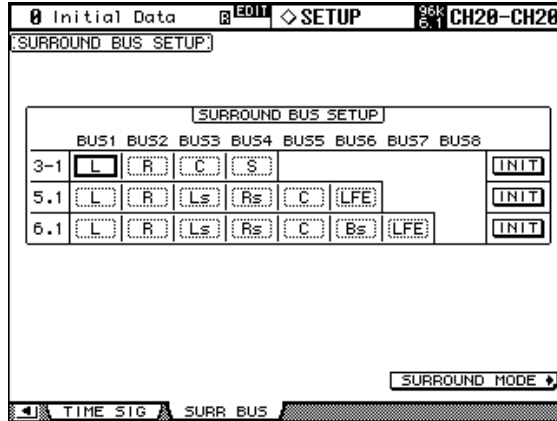 0 Initial Data R EDIT ◇SETUP 96k 6.1 CH20-CH20
SURROUND BUS SETUP
SURROUND BUS SETUP
BUS1 BUS2 BUS3 BUS4 BUS5 BUS6 BUS7 BUS8
3-1 L R C S INIT
5.1 L R Ls Rs C LFE INIT
6.1 L R Ls Rs C Bs LFE INIT
SURROUND MODE
TIME SIG SURR BUS